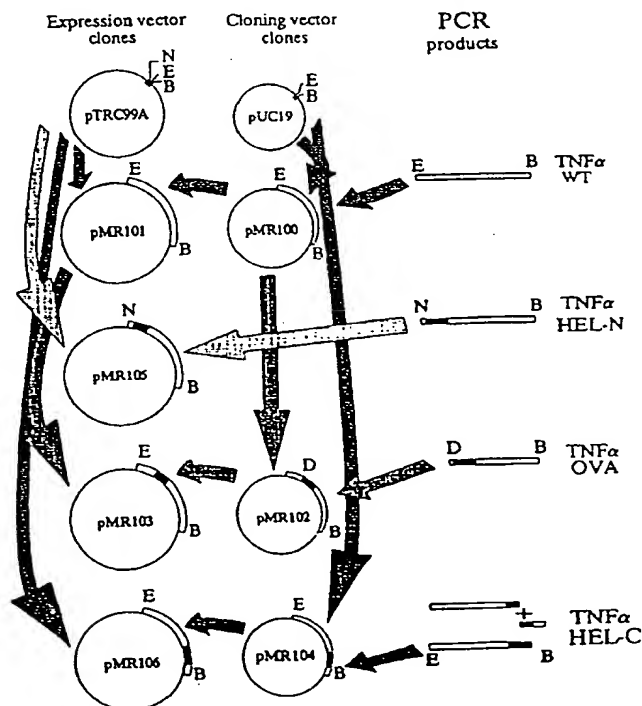 Expression vector clones
Cloning vector clones
PCR products
N
E
B
pTRC99A
E
B
pUC19
E
B
TNFα WT
E
B
pMR101
E
B
pMR100
N
B
TNFα HEL-N
N
B
pMR105
D
B
TNFα OVA
E
B
pMR103
D
B
pMR102
E
B
pMR106
E
B
pMR104
+
E
B
TNFα HEL-C